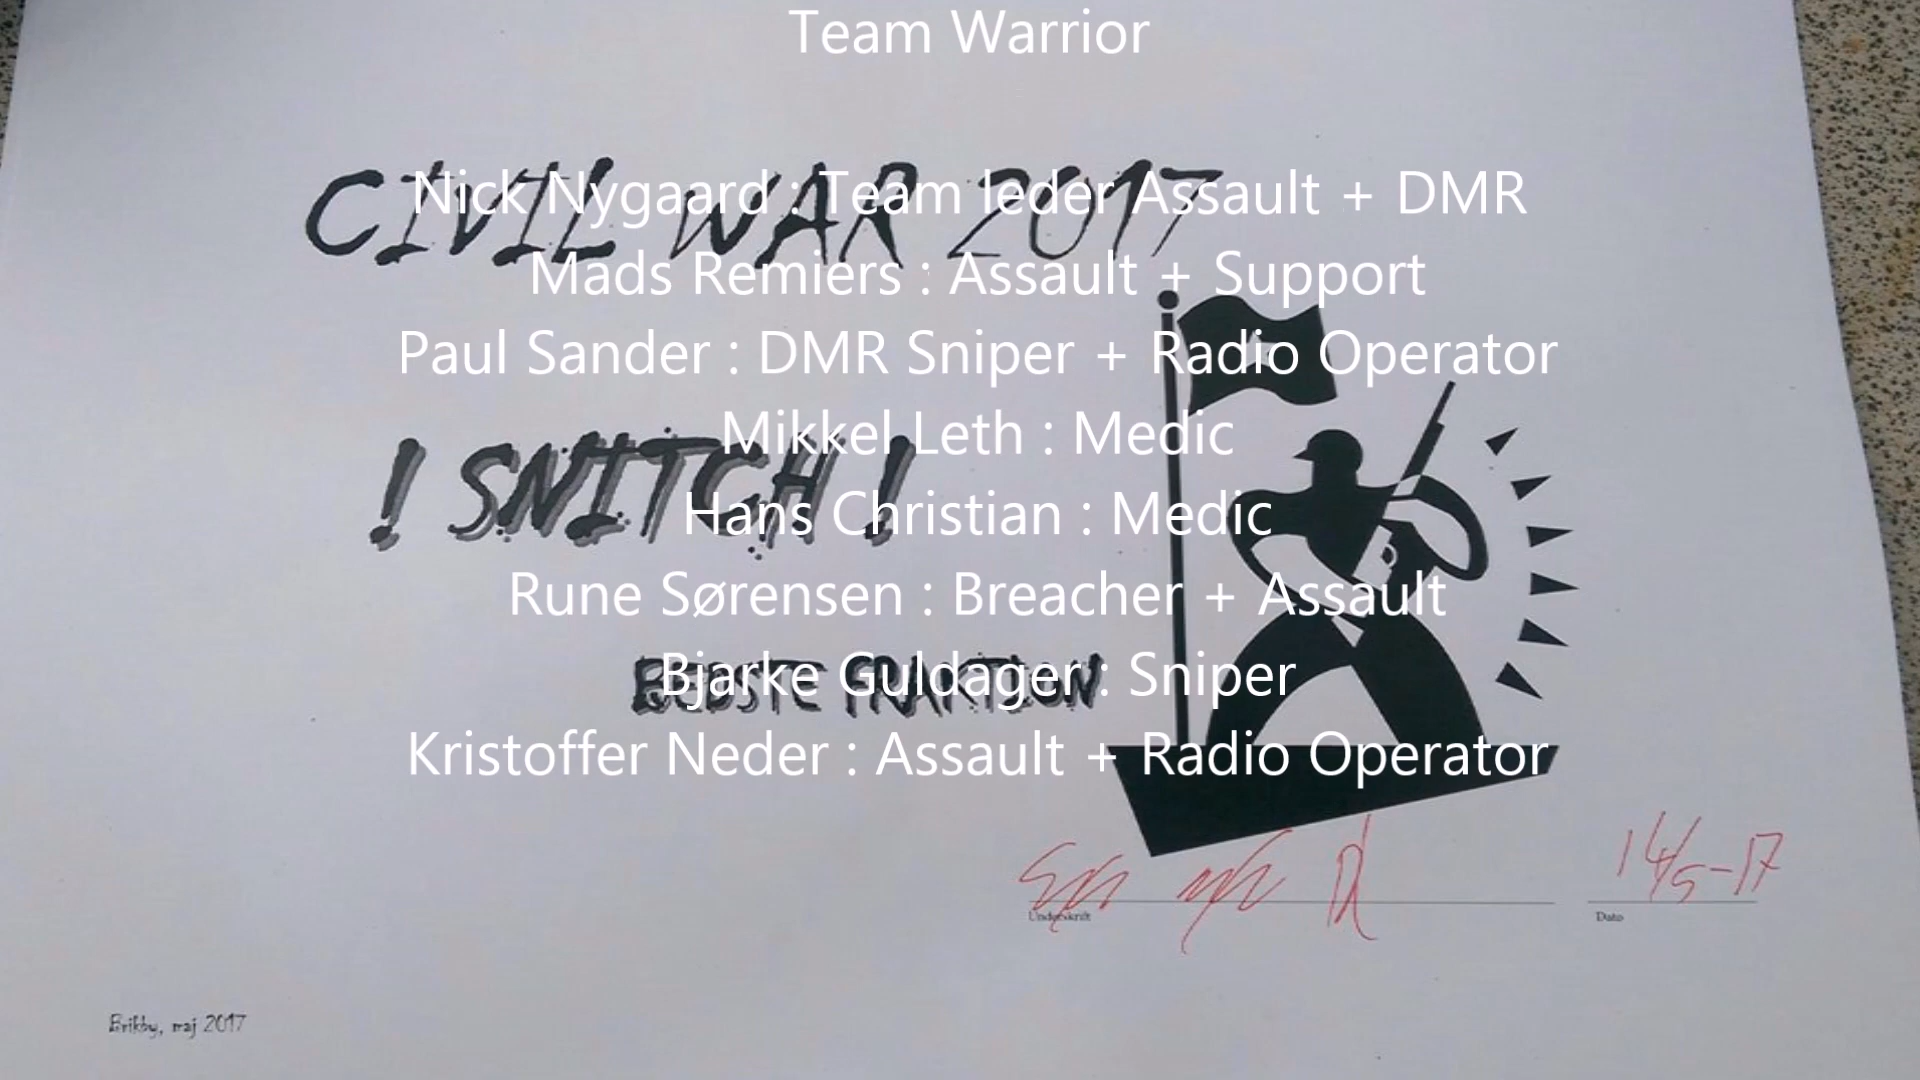 Team Warrior
CIVIL WAR 2017
Nick Nygaard : Team leder Assault + DMR
Mads Remiers : Assault + Support
Paul Sander : DMR Sniper + Radio Operator
Mikkel Leth : Medic
! SNITCH !
Hans Christian : Medic
Rune Sørensen : Breacher + Assault
Bjarke Guldager : Sniper
BEDSTE FRAKTION
Kristoffer Neder : Assault + Radio Operator
14/5-17
Underskrift
Dato
Brikby, maj 2017